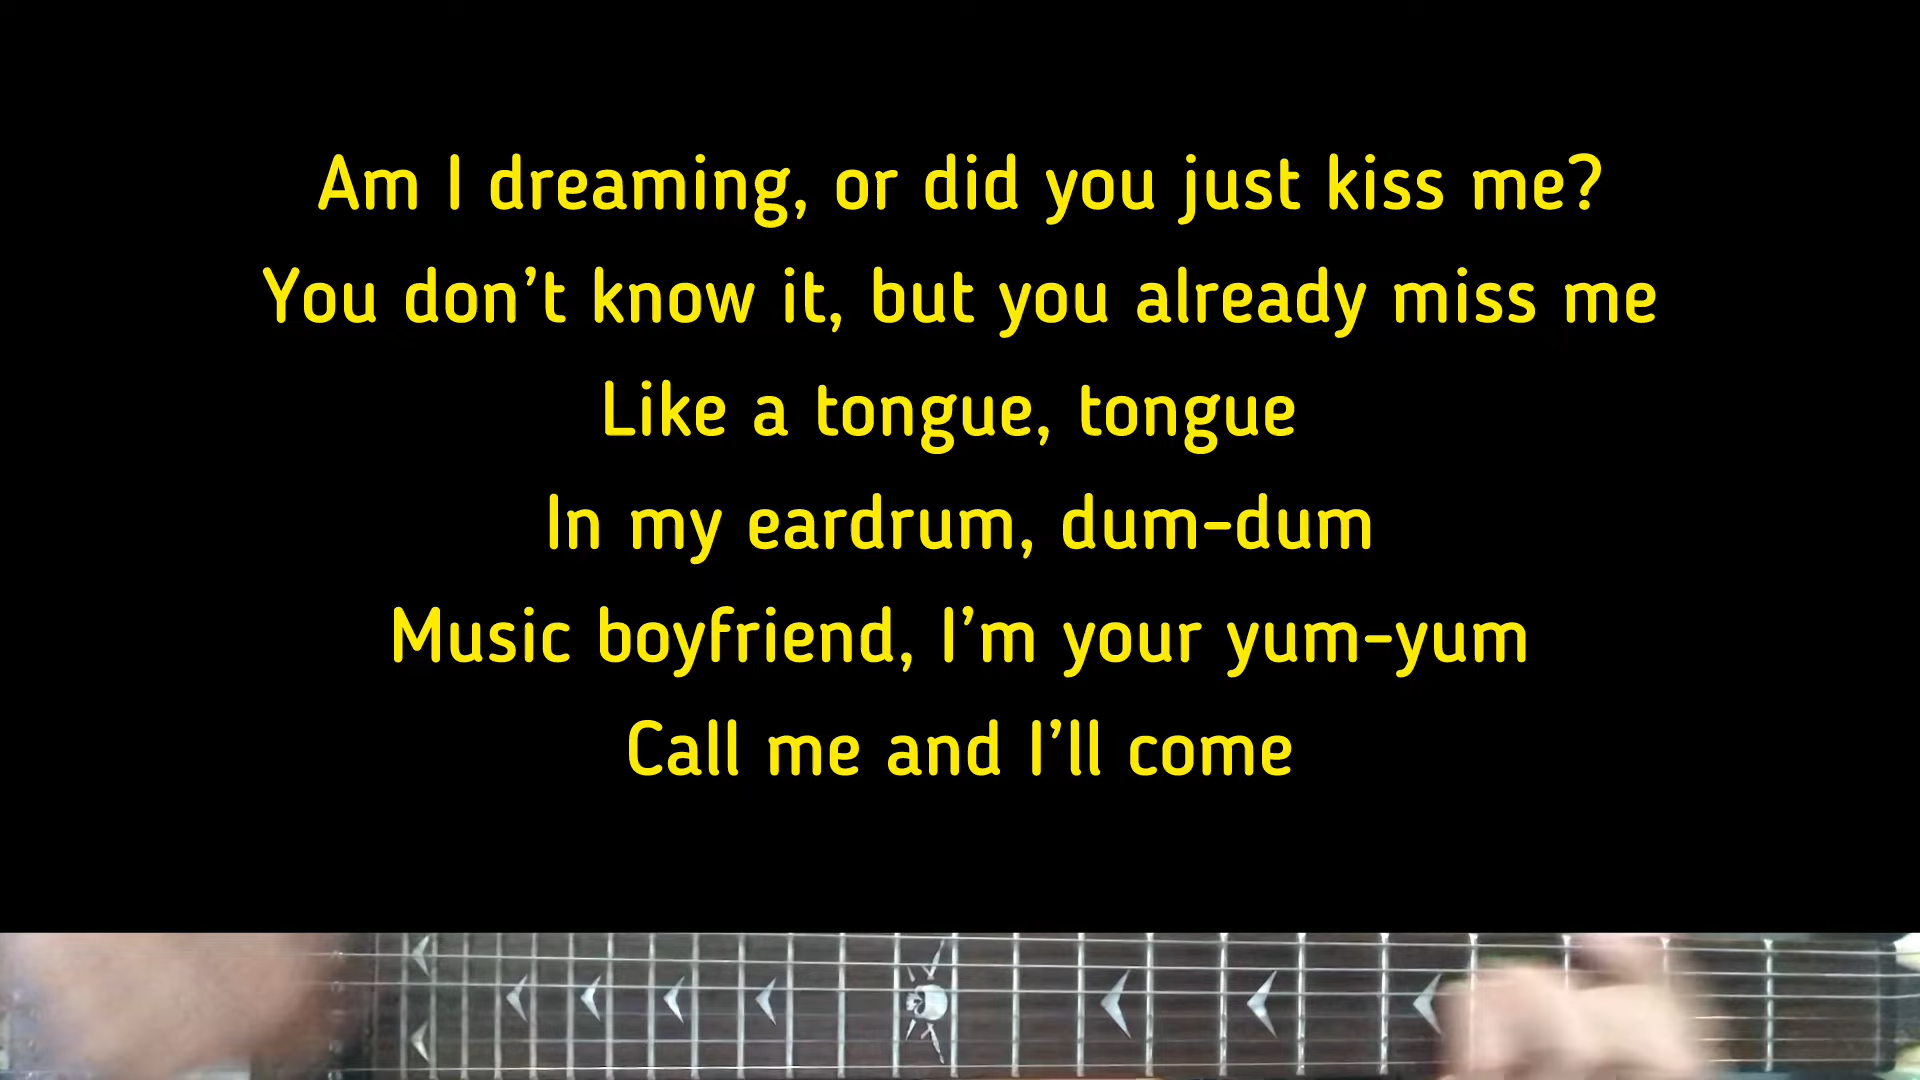 Am I dreaming, or did you just kiss me?
You don’t know it, but you already miss me
Like a tongue, tongue
In my eardrum, dum-dum
Music boyfriend, I’m your yum-yum
Call me and I’ll come